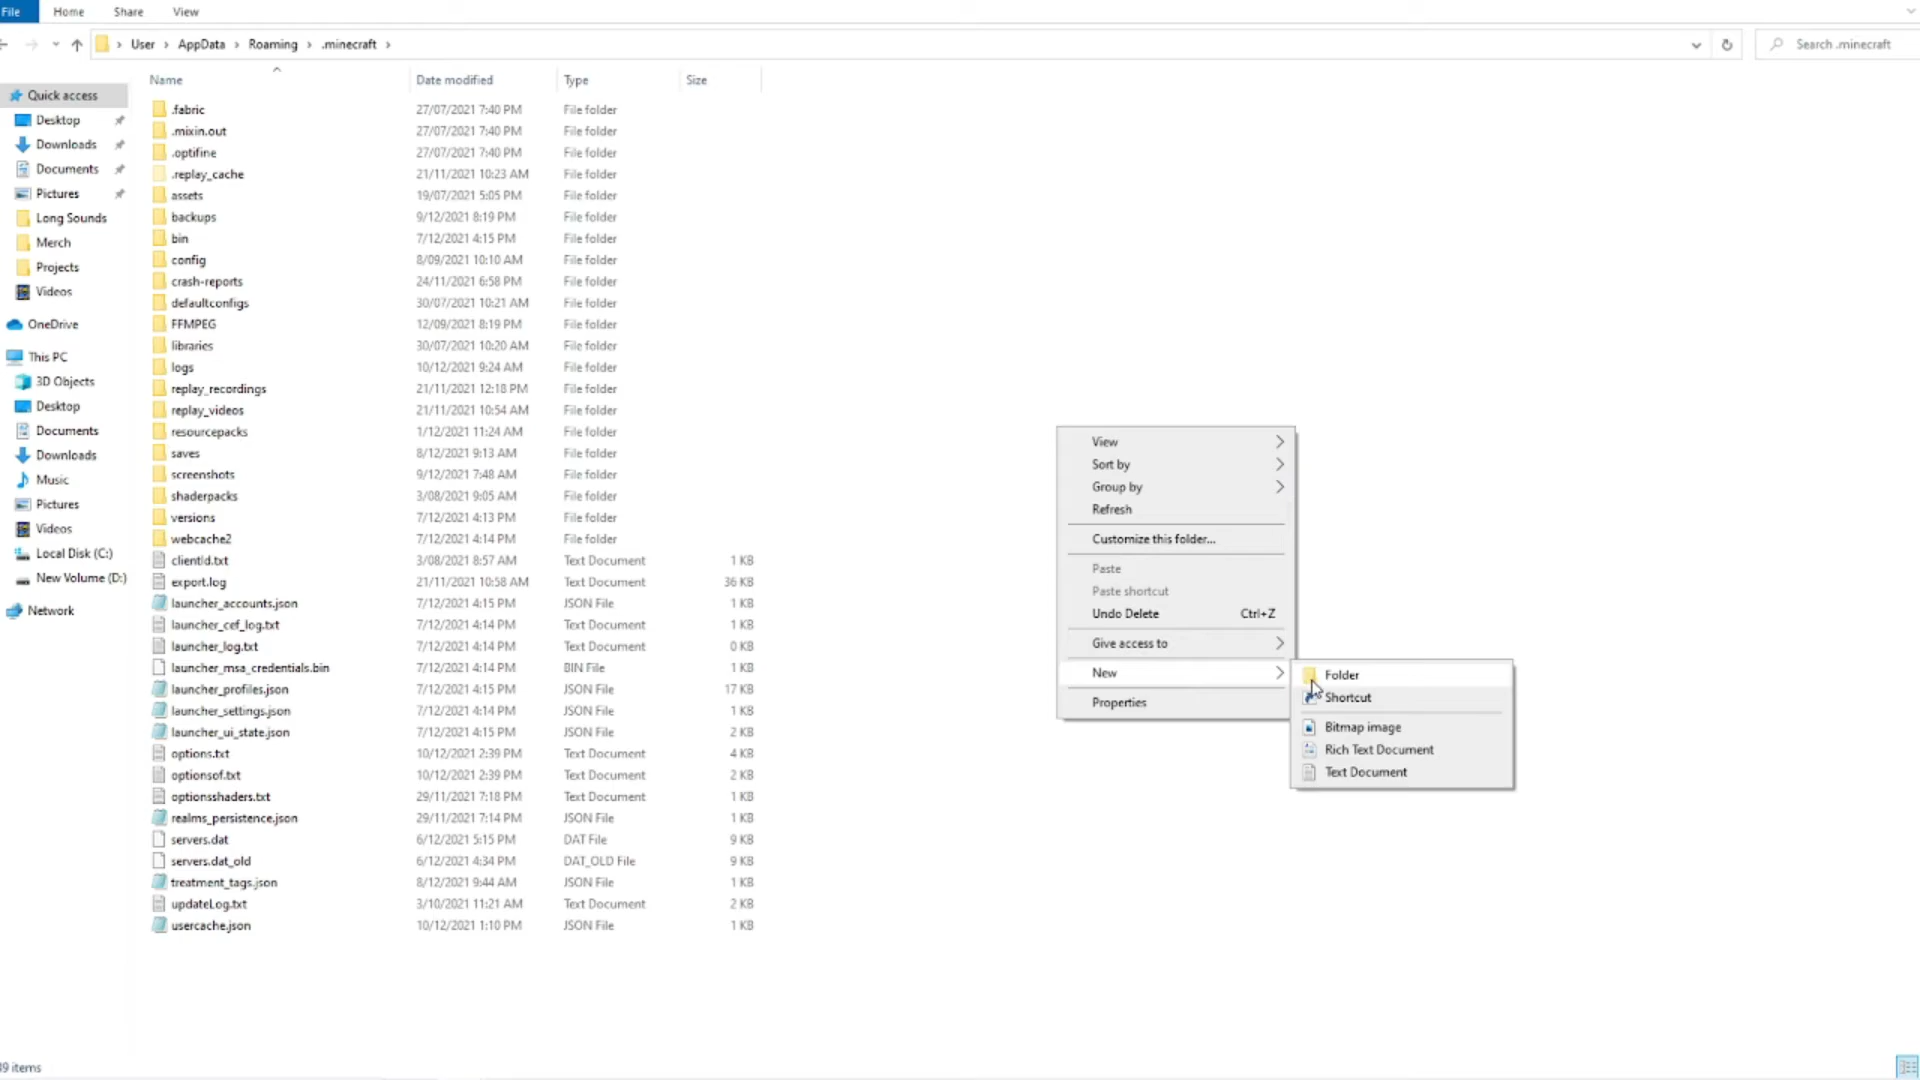 File Home Share View
User AppData Roaming .minecraft Search .minecraft
Name Date modified Type Size
Quick access
Desktop
Downloads
Documents
Pictures
Long Sounds
Merch
Projects
Videos
OneDrive
This PC
3D Objects
Desktop
Documents
Downloads
Music
Pictures
Videos
Local Disk (C:)
New Volume (D:)
Network
.fabric 27/07/2021 7:40 PM File folder
.mixin.out 27/07/2021 7:40 PM File folder
.optifine 27/07/2021 7:40 PM File folder
.replay_cache 21/11/2021 10:23 AM File folder
assets 19/07/2021 5:05 PM File folder
backups 9/12/2021 8:19 PM File folder
bin 7/12/2021 4:15 PM File folder
config 8/09/2021 10:10 AM File folder
crash-reports 24/11/2021 6:58 PM File folder
defaultconfigs 30/07/2021 10:21 AM File folder
FFMPEG 12/09/2021 8:19 PM File folder
libraries 30/07/2021 10:20 AM File folder
logs 10/12/2021 9:24 AM File folder
replay_recordings 21/11/2021 12:18 PM File folder
replay_videos 21/11/2021 10:54 AM File folder
resourcepacks 1/12/2021 11:24 AM File folder
saves 8/12/2021 9:13 AM File folder
screenshots 9/12/2021 7:48 AM File folder
shaderpacks 3/08/2021 9:05 AM File folder
versions 7/12/2021 4:13 PM File folder
webcache2 7/12/2021 4:14 PM File folder
clientId.txt 3/08/2021 8:57 AM Text Document 1 KB
export.log 21/11/2021 10:58 AM Text Document 36 KB
launcher_accounts.json 7/12/2021 4:15 PM JSON File 1 KB
launcher_cef_log.txt 7/12/2021 4:14 PM Text Document 1 KB
launcher_log.txt 7/12/2021 4:14 PM Text Document 0 KB
launcher_msa_credentials.bin 7/12/2021 4:14 PM BIN File 1 KB
launcher_profiles.json 7/12/2021 4:15 PM JSON File 17 KB
launcher_settings.json 7/12/2021 4:14 PM JSON File 1 KB
launcher_ui_state.json 7/12/2021 4:15 PM JSON File 2 KB
options.txt 10/12/2021 2:39 PM Text Document 4 KB
optionsof.txt 10/12/2021 2:39 PM Text Document 2 KB
optionsshaders.txt 29/11/2021 7:18 PM Text Document 1 KB
realms_persistence.json 29/11/2021 7:14 PM JSON File 1 KB
servers.dat 6/12/2021 5:15 PM DAT File 9 KB
servers.dat_old 6/12/2021 4:34 PM DAT_OLD File 9 KB
treatment_tags.json 8/12/2021 9:44 AM JSON File 1 KB
updateLog.txt 3/10/2021 11:21 AM Text Document 2 KB
usercache.json 10/12/2021 1:10 PM JSON File 1 KB
View
Sort by
Group by
Refresh
Customize this folder...
Paste
Paste shortcut
Undo Delete Ctrl+Z
Give access to
New
Properties
Folder
Shortcut
Bitmap image
Rich Text Document
Text Document
items